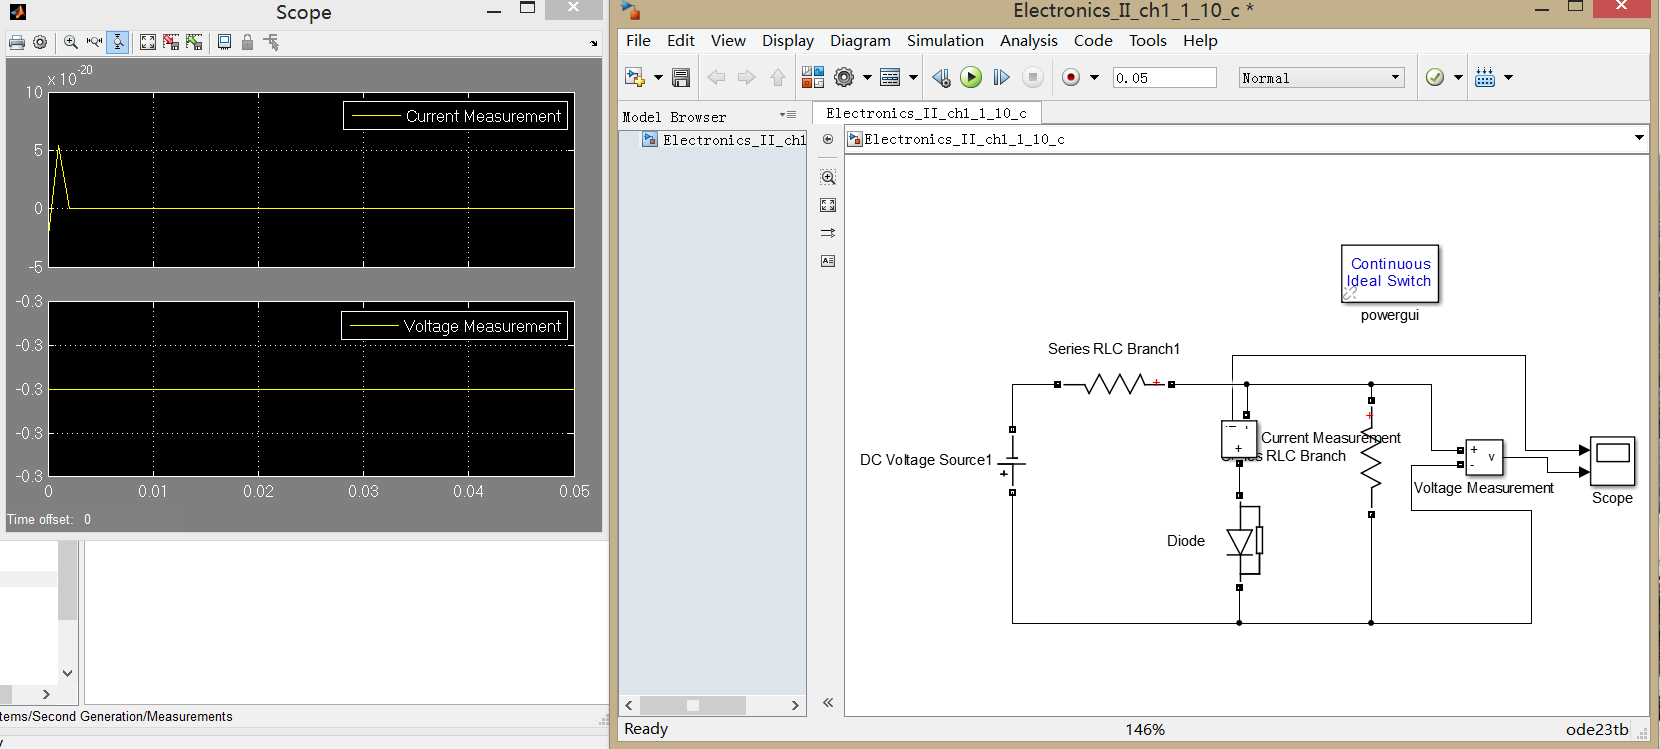 Scope
x 10^-20
10
5
0
-5
Current Measurement
-0.3
-0.3
-0.3
-0.3
-0.3
Voltage Measurement
0
0.01
0.02
0.03
0.04
0.05
Time offset: 0
tems/Second Generation/Measurements
Electronics_II_ch1_1_10_c *
File Edit View Display Diagram Simulation Analysis Code Tools Help
0.05
Normal
Model Browser
Electronics_II_ch1_1_10_c
Electronics_II_ch1
Electronics_II_ch1_1_10_c
Continuous
Ideal Switch
powergui
Series RLC Branch1
DC Voltage Source1
+
Current Measurement
RLC Branch
+
Diode
+
-
v
Voltage Measurement
Scope
Ready
146%
ode23tb